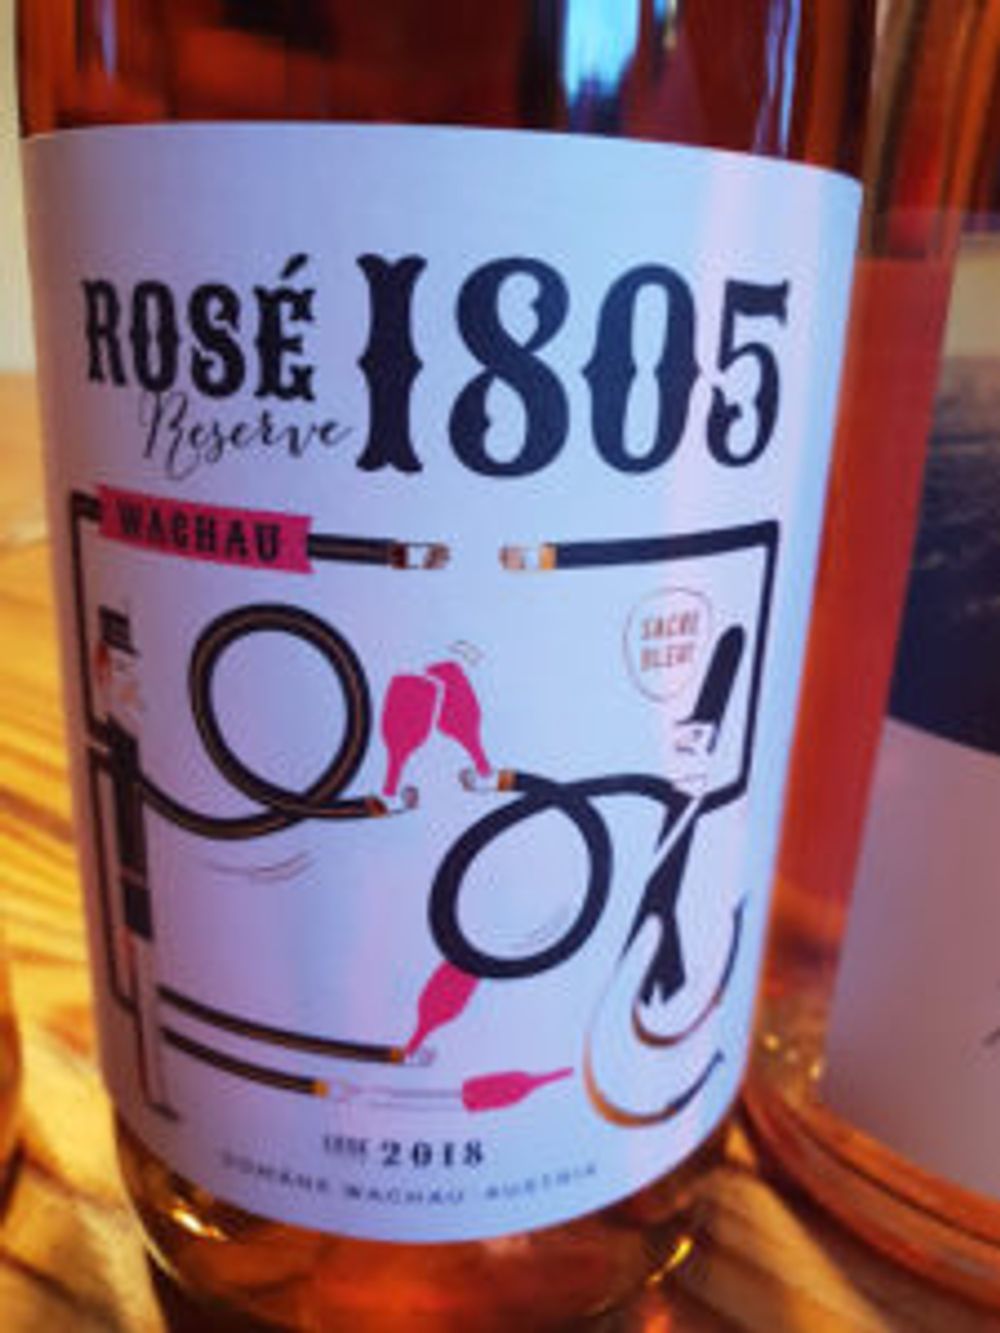 ROSÉ 1805
Reserve
WACHAU
SACRE
BLEU!
2018
DOMÄNE WACHAU AUSTRIA